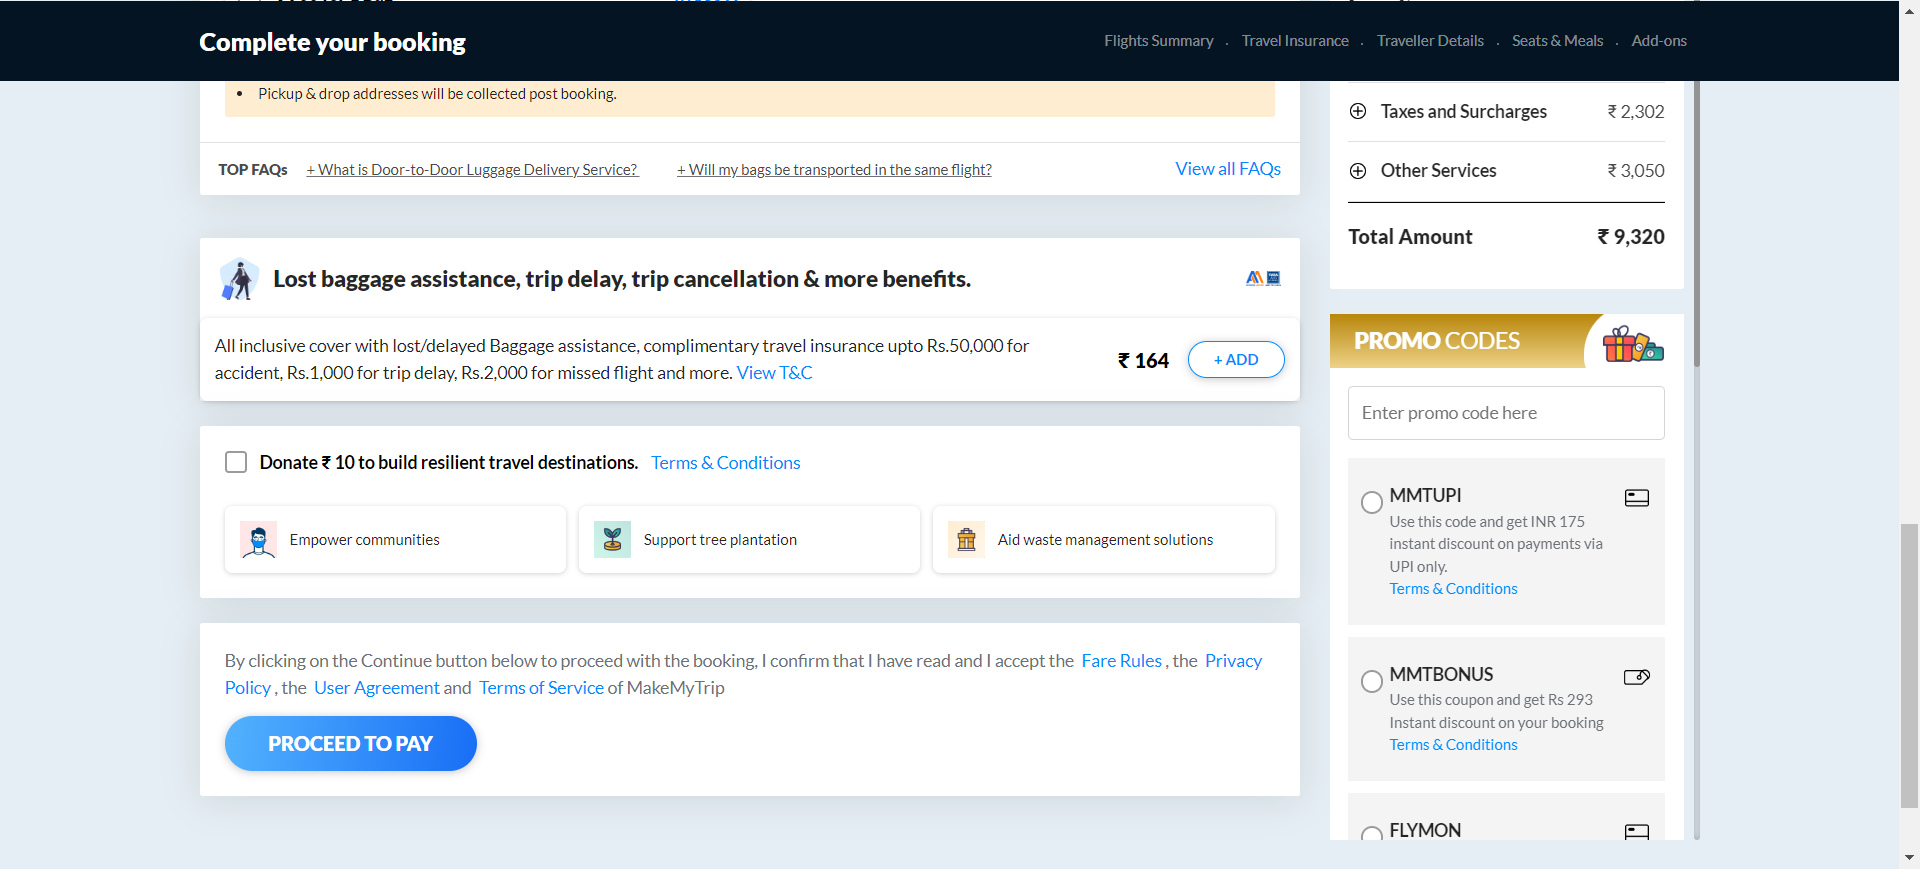 Complete your booking
Flights Summary . Travel Insurance . Traveller Details . Seats & Meals . Add-ons
• Pickup & drop addresses will be collected post booking.
TOP FAQs + What is Door-to-Door Luggage Delivery Service? + Will my bags be transported in the same flight? View all FAQs
Lost baggage assistance, trip delay, trip cancellation & more benefits.
All inclusive cover with lost/delayed Baggage assistance, complimentary travel insurance upto Rs.50,000 for
accident, Rs.1,000 for trip delay, Rs.2,000 for missed flight and more. View T&C
₹ 164 + ADD
Donate ₹ 10 to build resilient travel destinations. Terms & Conditions
Empower communities
Support tree plantation
Aid waste management solutions
By clicking on the Continue button below to proceed with the booking, I confirm that I have read and I accept the Fare Rules , the Privacy
Policy , the User Agreement and Terms of Service of MakeMyTrip
PROCEED TO PAY
Taxes and Surcharges ₹ 2,302
Other Services ₹ 3,050
Total Amount ₹ 9,320
PROMO CODES
Enter promo code here
MMTUPI
Use this code and get INR 175
instant discount on payments via
UPI only.
Terms & Conditions
MMTBONUS
Use this coupon and get Rs 293
Instant discount on your booking
Terms & Conditions
FLYMON